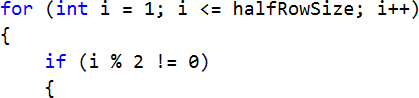 for (int i = 1; i <= halfRowSize; i++)
{
    if (i % 2 != 0)
    {